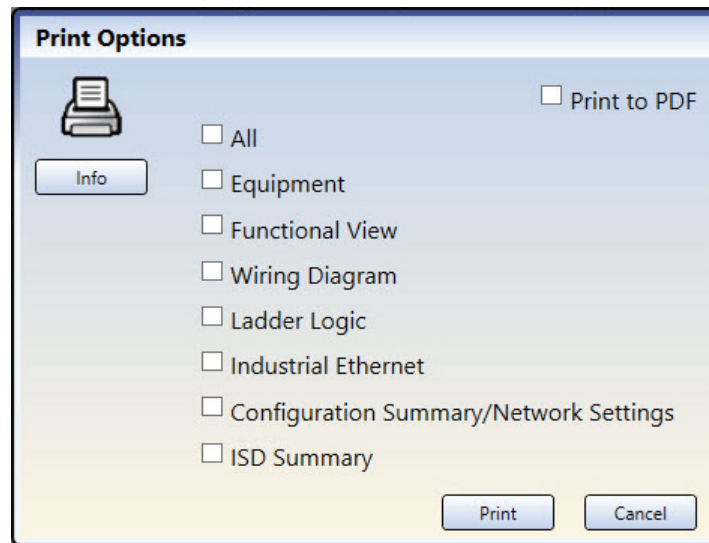 Print Options
Print to PDF
All
Info
Equipment
Functional View
Wiring Diagram
Ladder Logic
Industrial Ethernet
Configuration Summary/Network Settings
ISD Summary
Print
Cancel